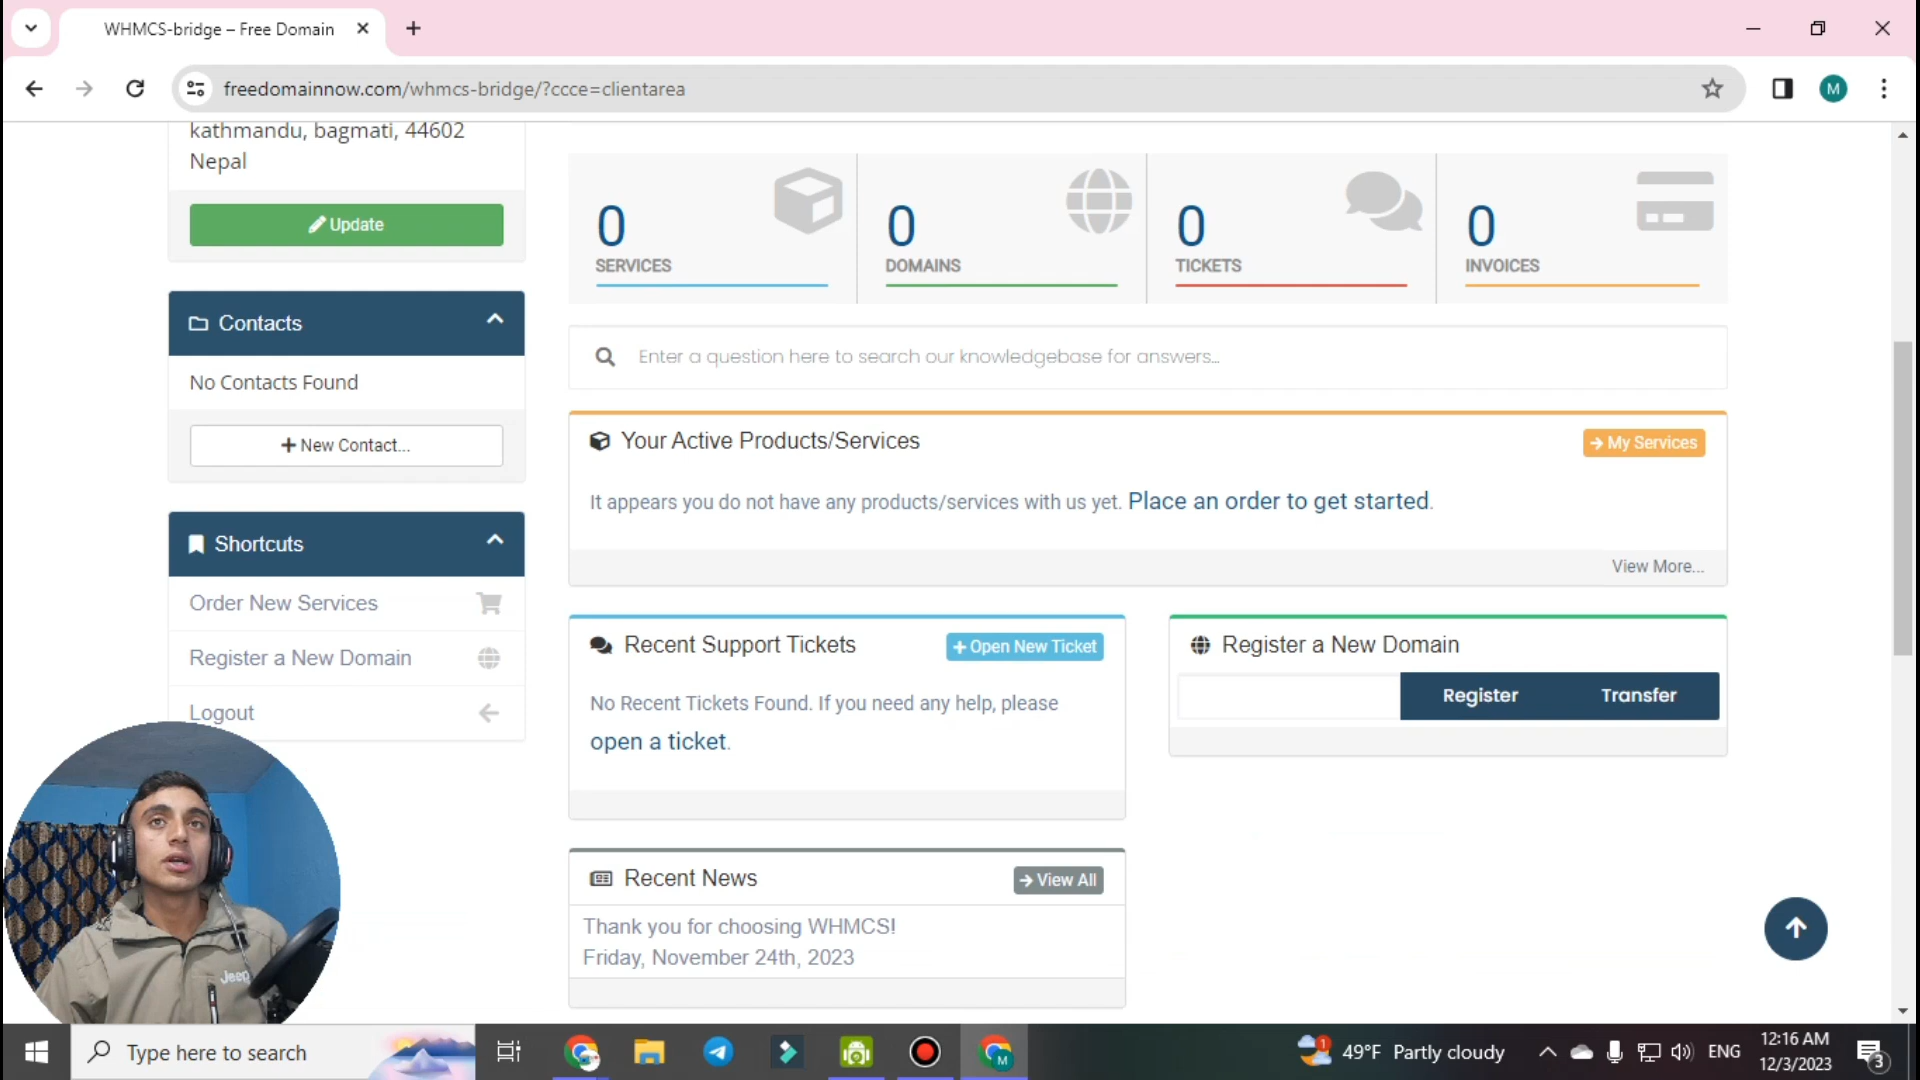 WHMCS-bridge – Free Domain
freedomainnow.com/whmcs-bridge/?ccce=clientarea
M
kathmandu, bagmati, 44602
Nepal
Update
Contacts
No Contacts Found
New Contact...
Shortcuts
Order New Services
Register a New Domain
Logout
0
SERVICES
0
DOMAINS
0
TICKETS
0
INVOICES
Enter a question here to search our knowledgebase for answers...
Your Active Products/Services
My Services
It appears you do not have any products/services with us yet. Place an order to get started.
View More...
Recent Support Tickets
Open New Ticket
No Recent Tickets Found. If you need any help, please
open a ticket.
Register a New Domain
Register
Transfer
Recent News
View All
Thank you for choosing WHMCS!
Friday, November 24th, 2023
Jeep
Type here to search
M
1
49°F Partly cloudy
ENG
12:16 AM
12/3/2023
3